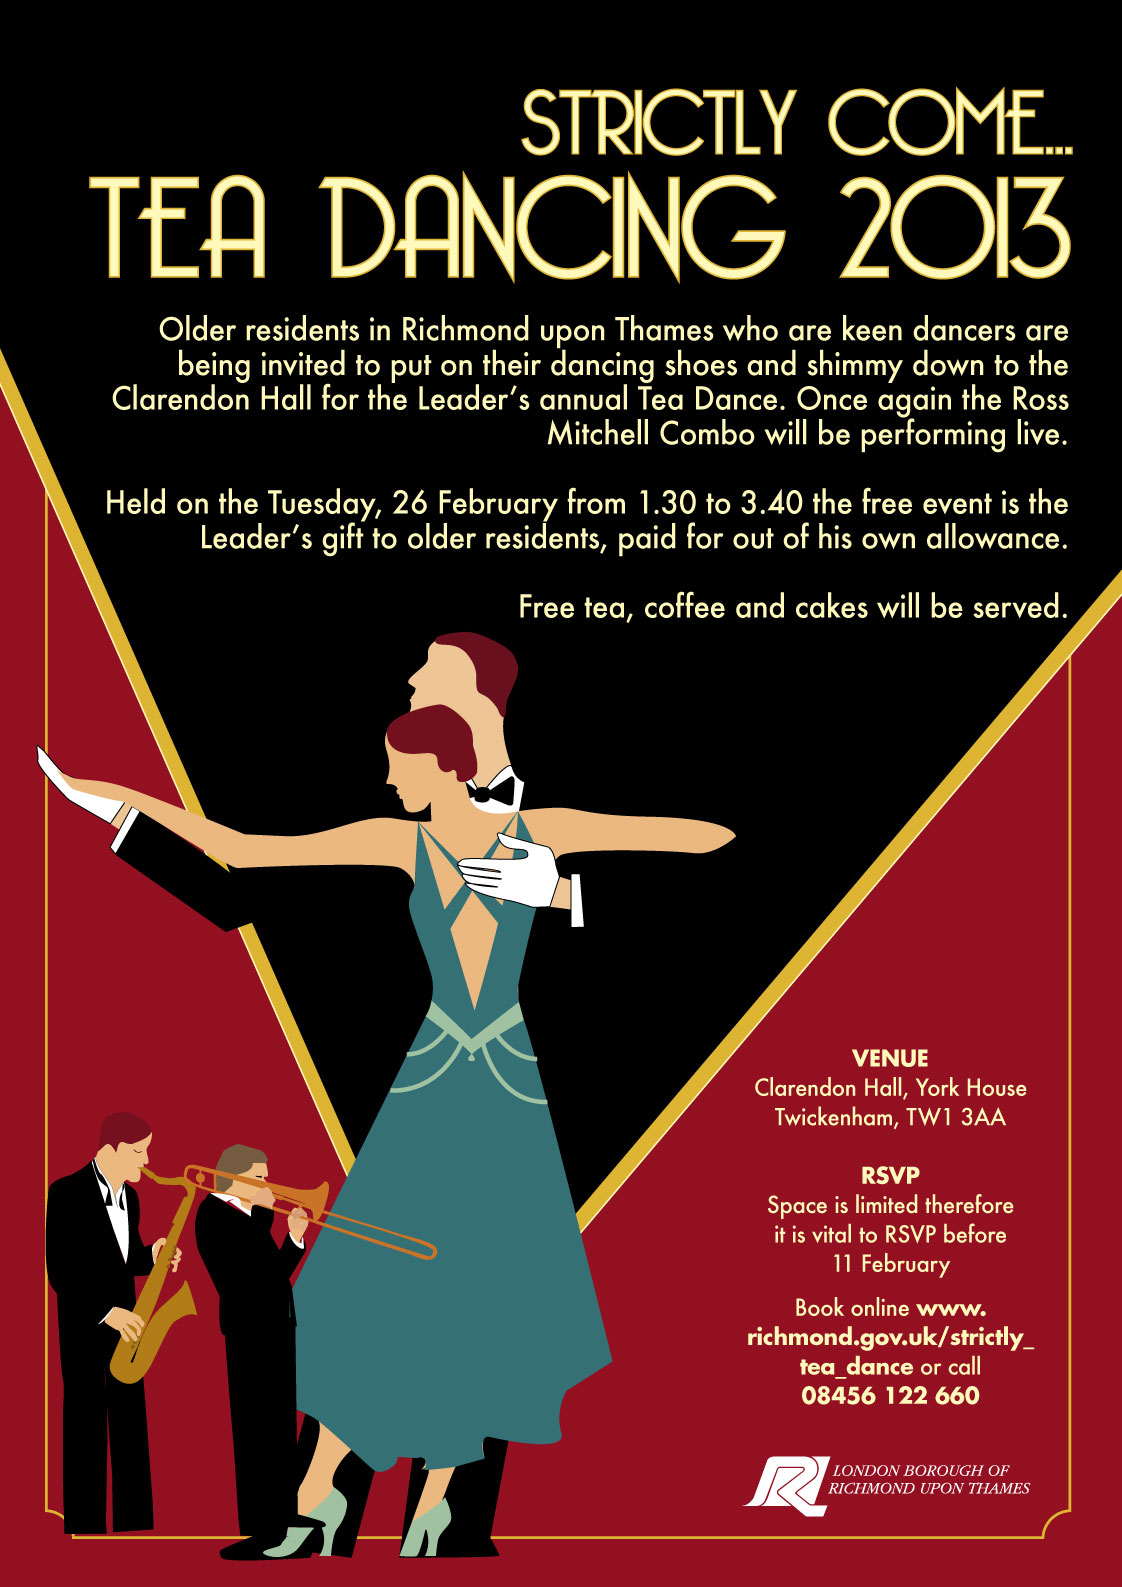 STRICTLY COME...
TEA DANCING 2013
Older residents in Richmond upon Thames who are keen dancers are
being invited to put on their dancing shoes and shimmy down to the
Clarendon Hall for the Leader's annual Tea Dance. Once again the Ross
Mitchell Combo will be performing live.
Held on the Tuesday, 26 February from 1.30 to 3.40 the free event is the
Leader's gift to older residents, paid for out of his own allowance.
Free tea, coffee and cakes will be served.
VENUE
Clarendon Hall, York House
Twickenham, TW1 3AA
RSVP
Space is limited therefore
it is vital to RSVP before
11 February
Book online www.
richmond.gov.uk/strictly_
tea_dance or call
08456 122 660
LONDON BOROUGH OF
RICHMOND UPON THAMES